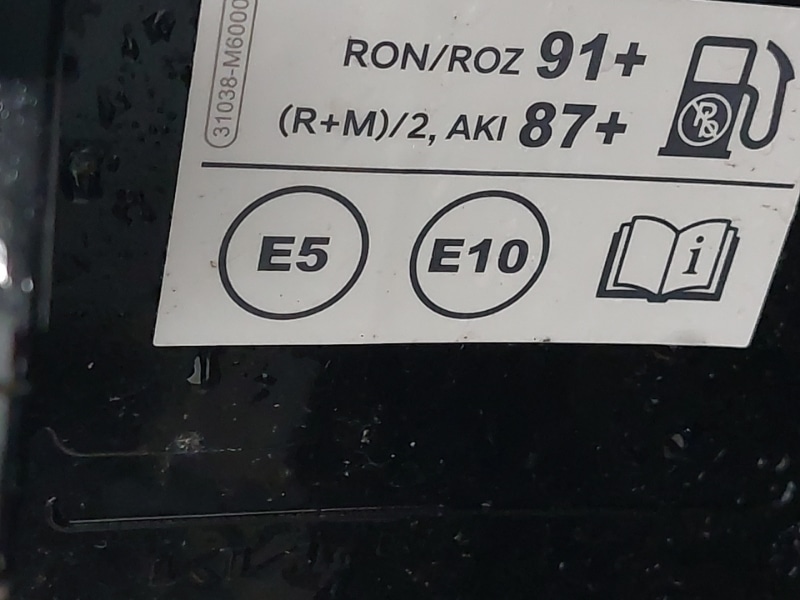 31038-M6000
RON/ROZ 91+
(R+M)/2, AKI 87+
E5
E10
i